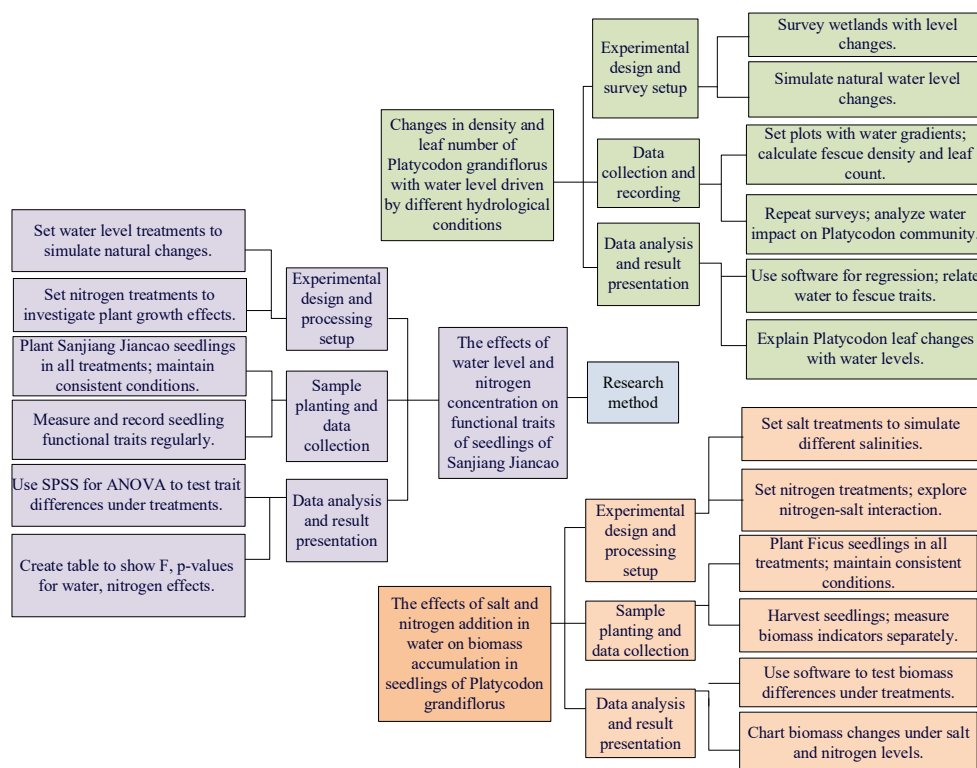 Survey wetlands with level
changes.
Experimental
design and
survey setup
Simulate natural water level
changes.
Changes in density and
leaf number of
Platycodon grandiflorus
with water level driven
by different hydrological
conditions
Data
collection and
recording
Set plots with water gradients;
calculate fescue density and leaf
count.
Repeat surveys; analyze water
impact on Platycodon community.
Data analysis
and result
presentation
Use software for regression; relate
water to fescue traits.
Explain Platycodon leaf changes
with water levels.
Set water level treatments to
simulate natural changes.
Set nitrogen treatments to
investigate plant growth effects.
Experimental
design and
processing
setup
Plant Sanjiang Jiancao seedlings
in all treatments; maintain
consistent conditions.
Measure and record seedling
functional traits regularly.
Sample
planting and
data
collection
Use SPSS for ANOVA to test trait
differences under treatments.
Create table to show F, p-values
for water, nitrogen effects.
Data analysis
and result
presentation
The effects of
water level and
nitrogen
concentration on
functional traits
of seedlings of
Sanjiang Jiancao
Research
method
The effects of salt and
nitrogen addition in
water on biomass
accumulation in
seedlings of Platycodon
grandiflorus
Experimental
design and
processing
setup
Set salt treatments to simulate
different salinities.
Set nitrogen treatments; explore
nitrogen-salt interaction.
Sample
planting and
data collection
Plant Ficus seedlings in all
treatments; maintain consistent
conditions.
Harvest seedlings; measure
biomass indicators separately.
Data analysis
and result
presentation
Use software to test biomass
differences under treatments.
Chart biomass changes under salt
and nitrogen levels.